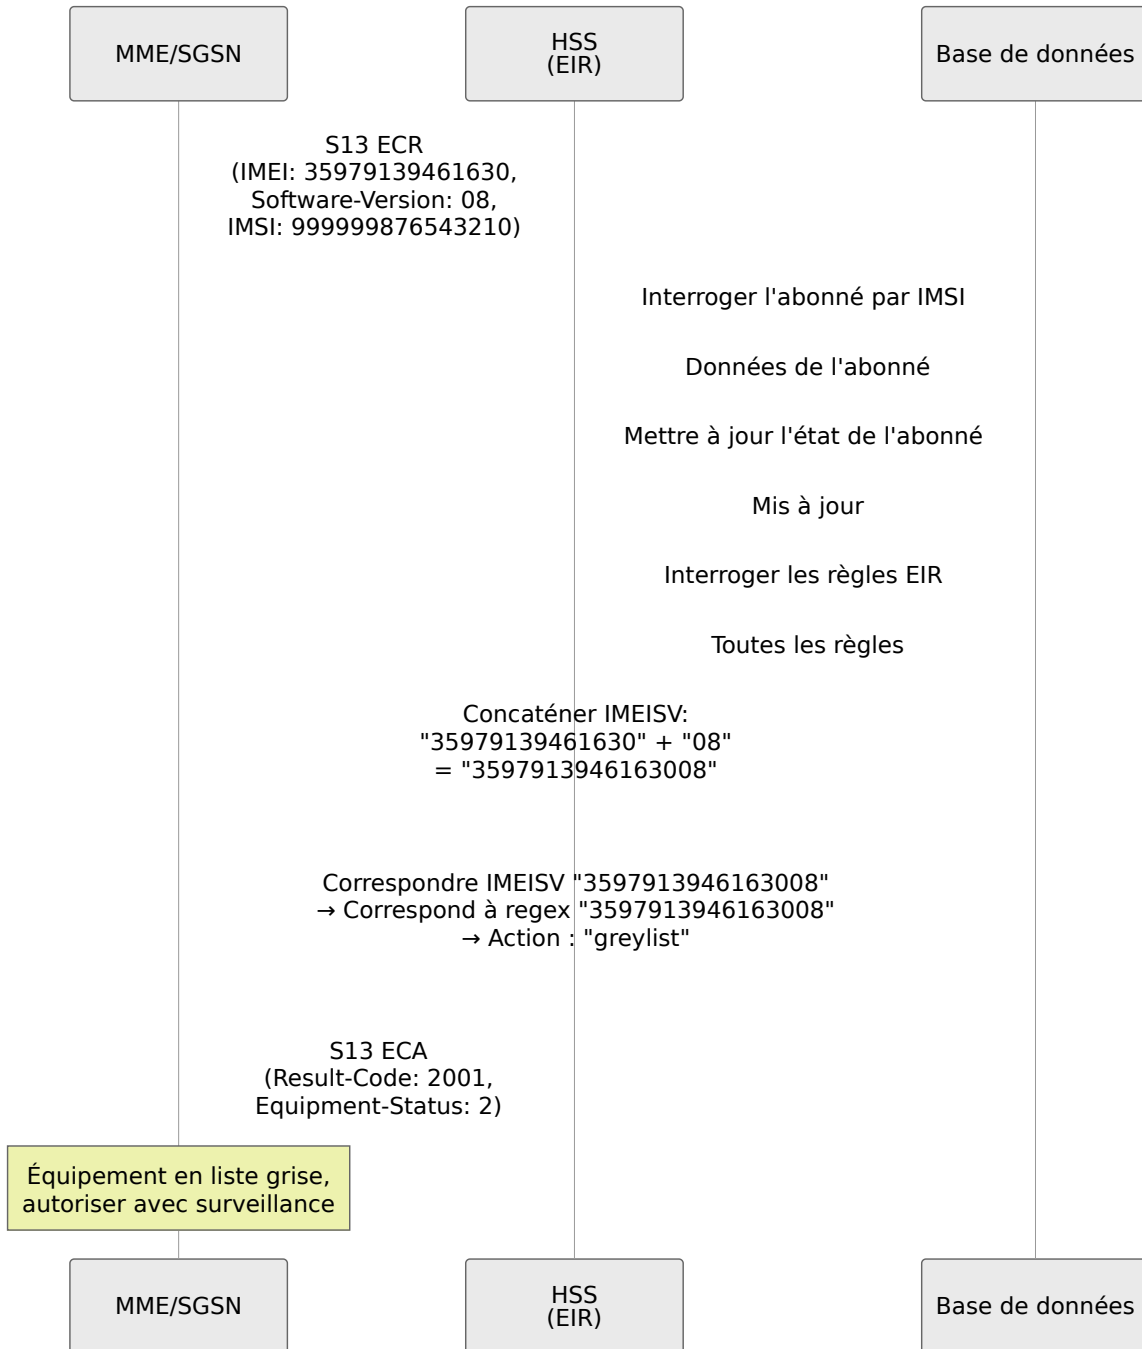 MME/SGSN
HSS
(EIR)
Base de données
S13 ECR
(IMEI: 35979139461630,
Software-Version: 08,
IMSI: 999999876543210)
Interroger l'abonné par IMSI
Données de l'abonné
Mettre à jour l'état de l'abonné
Mis à jour
Interroger les règles EIR
Toutes les règles
Concaténer IMEISV:
"35979139461630" + "08"
= "3597913946163008"
Correspondre IMEISV "3597913946163008"
→ Correspond à regex "3597913946163008"
→ Action : "greylist"
S13 ECA
(Result-Code: 2001,
Equipment-Status: 2)
Équipement en liste grise,
autoriser avec surveillance
MME/SGSN
HSS
(EIR)
Base de données